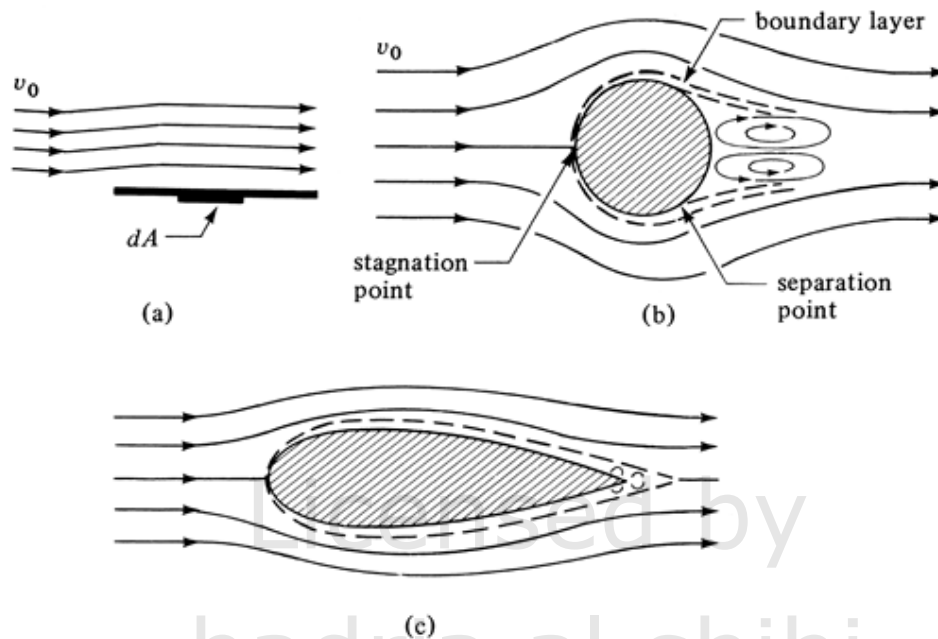 boundary layer
v0
v0
dA
stagnation
point
separation
point
(a)
(b)
Licensed by
(c)